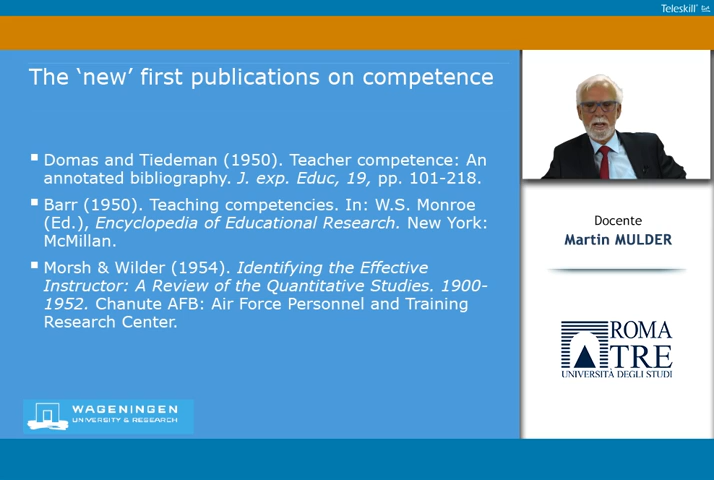 Teleskill
The ‘new’ first publications on competence
Domas and Tiedeman (1950). Teacher competence: An
annotated bibliography. J. exp. Educ, 19, pp. 101-218.
Barr (1950). Teaching competencies. In: W.S. Monroe
(Ed.), Encyclopedia of Educational Research. New York:
McMillan.
Morsh & Wilder (1954). Identifying the Effective
Instructor: A Review of the Quantitative Studies. 1900-
1952. Chanute AFB: Air Force Personnel and Training
Research Center.
WAGENINGEN
UNIVERSITY & RESEARCH
Docente
Martin MULDER
ROMA
TRE
UNIVERSITÀ DEGLI STUDI